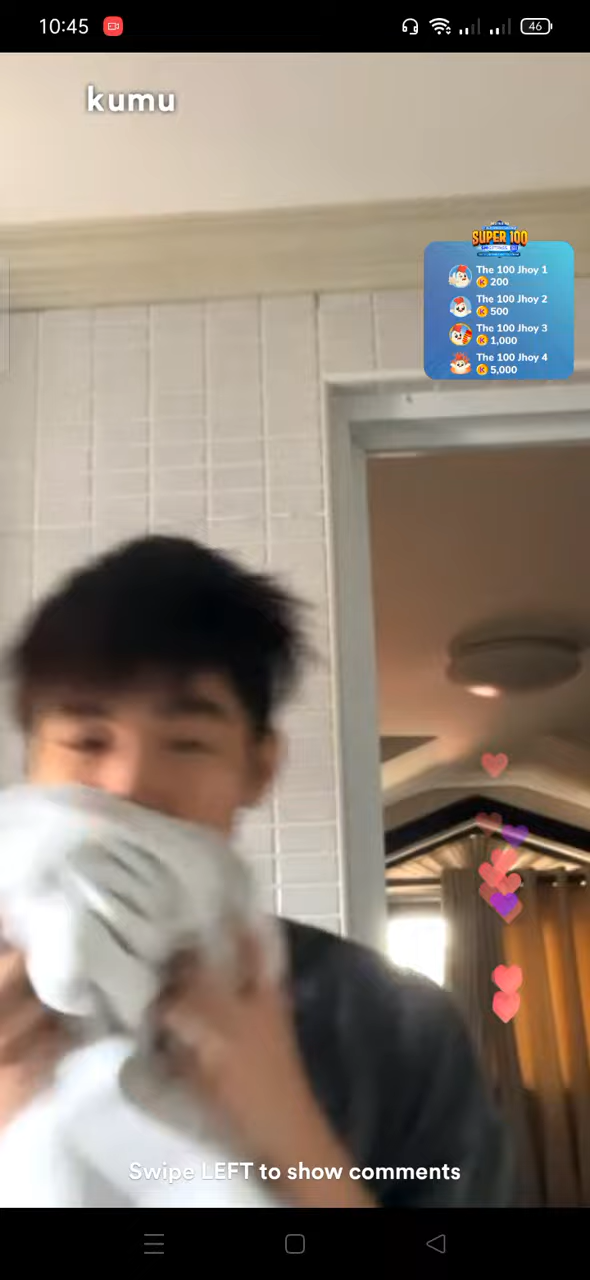 10:45
46
kumu
SUPER 100
The 100 Jhoy 1
200
The 100 Jhoy 2
500
The 100 Jhoy 3
1,000
The 100 Jhoy 4
5,000
Swipe LEFT to show comments